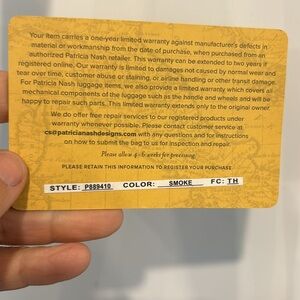 Your item carries a one-year limited warranty against manufacturer's defects in
material or workmanship from the date of purchase, when purchased from an
authorized Patricia Nash retailer. This warranty can be extended to two years if
registered online. Our warranty is limited to damages not caused by normal wear and
tear over time, customer abuse or staining, or airline handling or other transit damage.
For Patricia Nash luggage items, we also provide a limited warranty which covers all
mechanical components of the luggage such as the handle and wheels and will be
happy to repair such parts. This limited warranty extends only to the original owner.
We do offer free repair services to our registered products under
warranty whenever possible. Please contact customer service at
cs@patricianashdesigns.com with any questions and for instructions
on how to submit the bag to us for inspection and repair.
Please allow 4-6 weeks for processing.
PLEASE RETAIN THIS INFORMATION TO REGISTER YOUR PURCHASE
STYLE: P889410 COLOR: SMOKE FC: TH